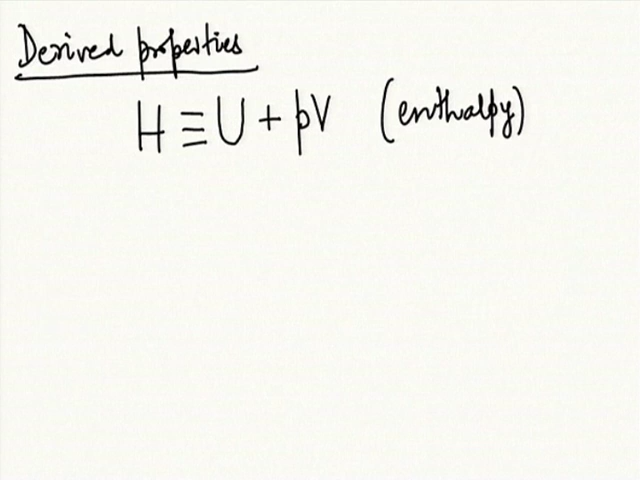 Derived properties
H ≡ U + pV (enthalpy)